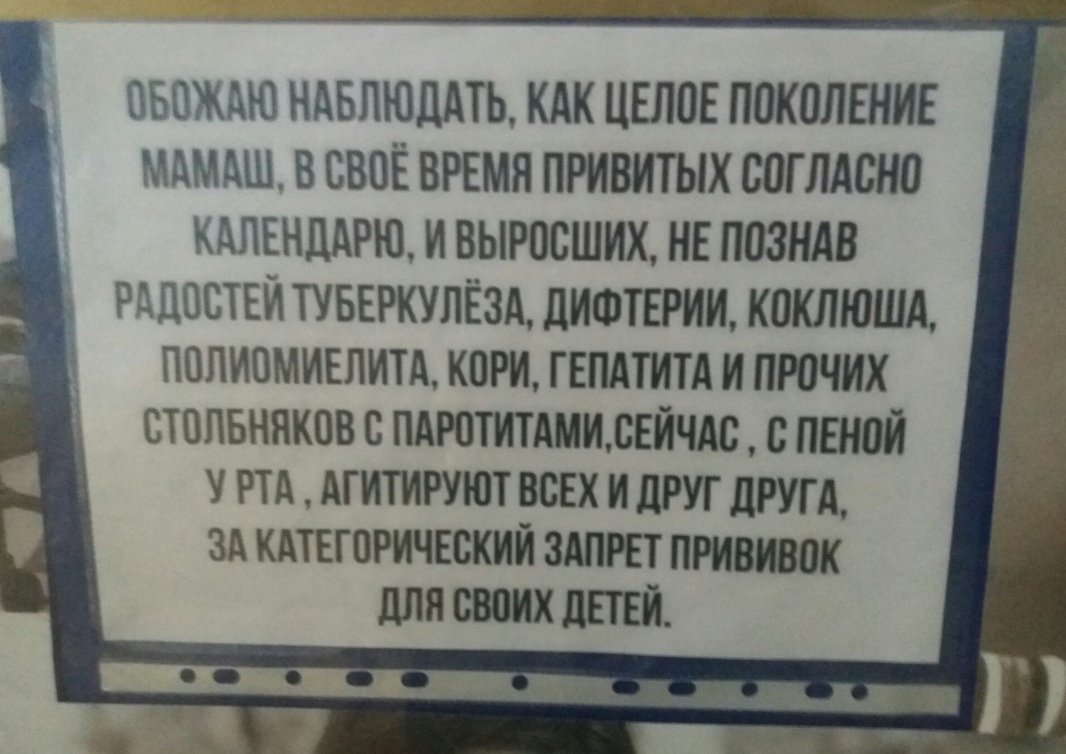 ОБОЖАЮ НАБЛЮДАТЬ, КАК ЦЕЛОЕ ПОКОЛЕНИЕ
МАМАШ, В СВОЁ ВРЕМЯ ПРИВИТЫХ СОГЛАСНО
КАЛЕНДАРЮ, И ВЫРОСШИХ, НЕ ПОЗНАВ
РАДОСТЕЙ ТУБЕРКУЛЁЗА, ДИФТЕРИИ, КОКЛЮША,
ПОЛИОМИЕЛИТА, КОРИ, ГЕПАТИТА И ПРОЧИХ
СТОЛБНЯКОВ С ПАРОТИТАМИ,СЕЙЧАС , С ПЕНОЙ
У РТА , АГИТИРУЮТ ВСЕХ И ДРУГ ДРУГА,
ЗА КАТЕГОРИЧЕСКИЙ ЗАПРЕТ ПРИВИВОК
ДЛЯ СВОИХ ДЕТЕЙ.